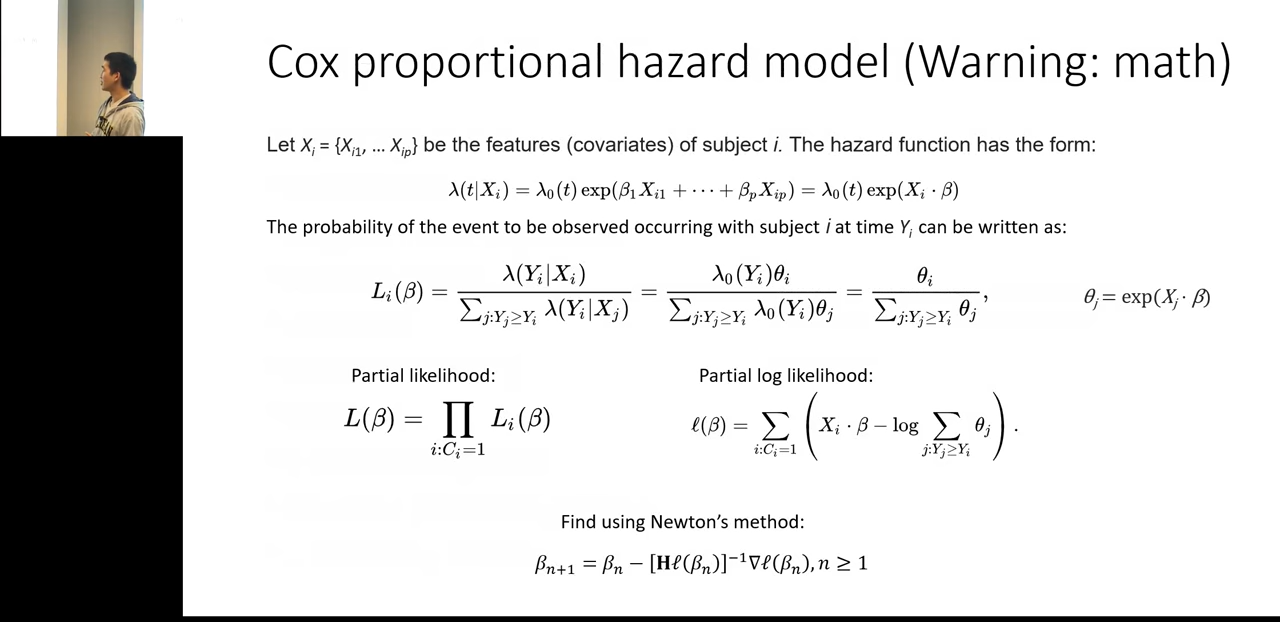 Cox proportional hazard model (Warning: math)
Let Xᵢ = {Xᵢ₁, ... Xᵢₚ} be the features (covariates) of subject i. The hazard function has the form:
λ(t|Xᵢ) = λ₀(t) exp(β₁Xᵢ₁ + ⋯ + βₚXᵢₚ) = λ₀(t) exp(Xᵢ · β)
The probability of the event to be observed occurring with subject i at time Yᵢ can be written as:
Lᵢ(β) = λ(Yᵢ|Xᵢ) / ∑_{j:Yⱼ≥Yᵢ} λ(Yᵢ|Xⱼ) = λ₀(Yᵢ)θᵢ / ∑_{j:Yⱼ≥Yᵢ} λ₀(Yᵢ)θⱼ = θᵢ / ∑_{j:Yⱼ≥Yᵢ} θⱼ, θⱼ = exp(Xⱼ · β)
Partial likelihood: Partial log likelihood:
L(β) = ∏_{i:Cᵢ=1} Lᵢ(β) ℓ(β) = ∑_{i:Cᵢ=1} (Xᵢ · β − log ∑_{j:Yⱼ≥Yᵢ} θⱼ).
Find using Newton's method:
βₙ₊₁ = βₙ − [𝐇ℓ(βₙ)]⁻¹∇ℓ(βₙ), n ≥ 1